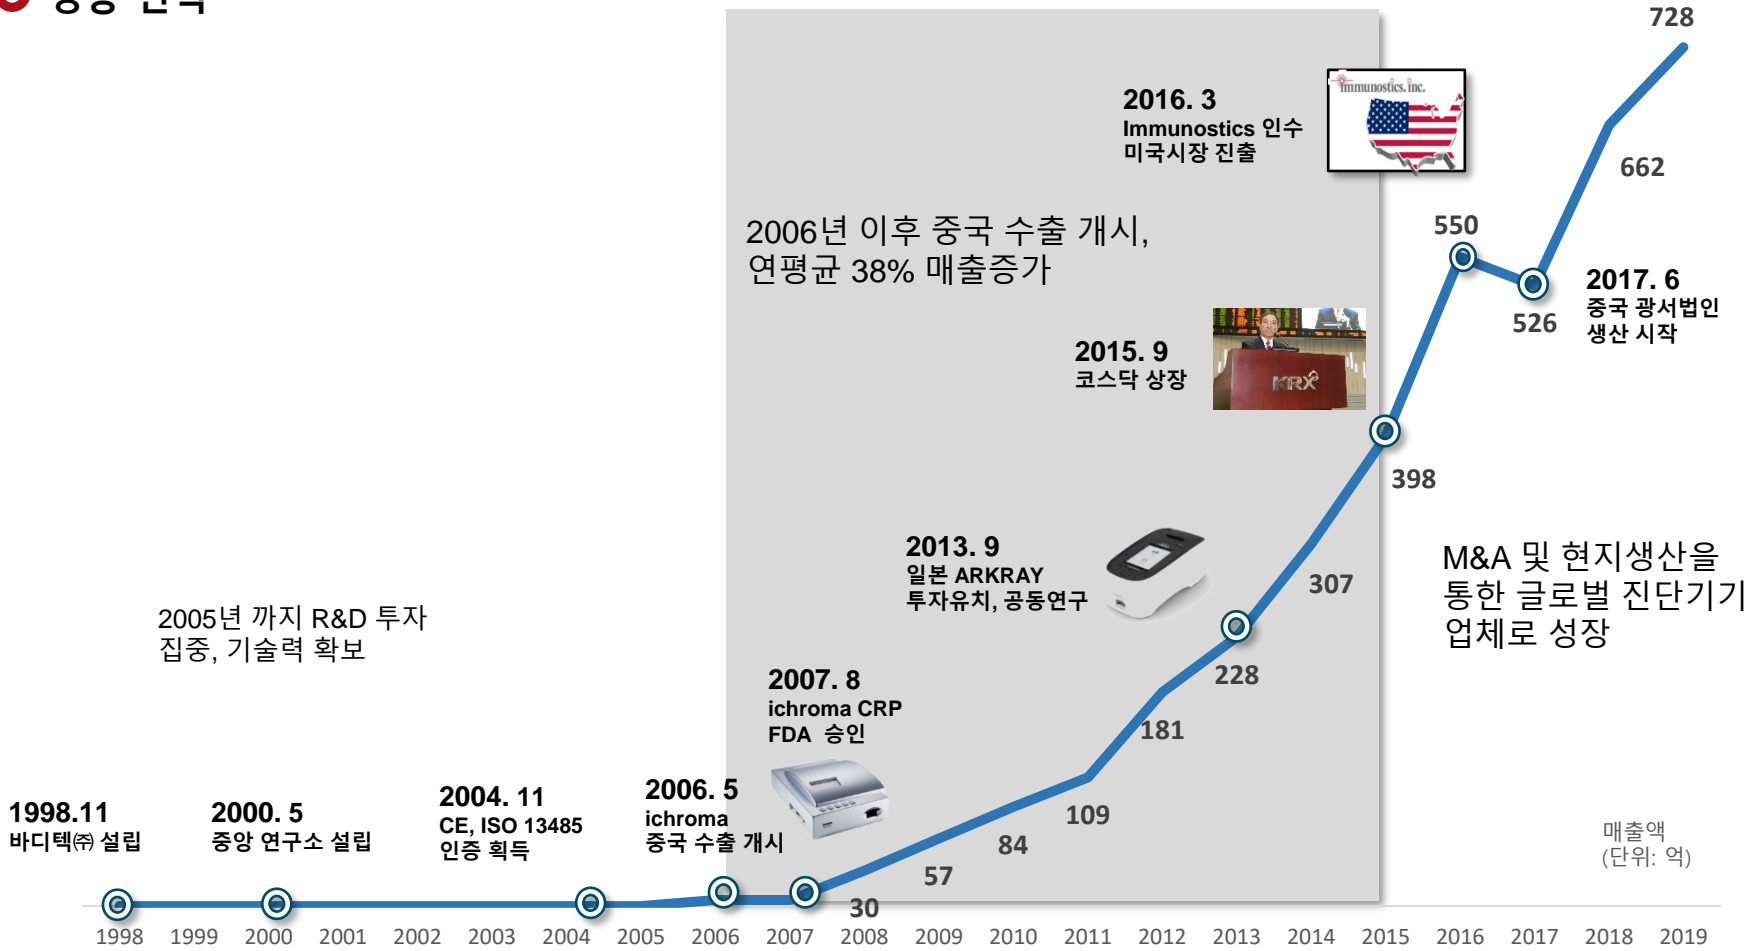 728
immunostics.inc.
2016. 3
Immunostics 인수
미국시장 진출
662
2006년 이후 중국 수출 개시,
연평균 38% 매출증가
550
2017. 6
중국 광서법인
생산 시작
526
2015. 9
코스닥 상장
KRX
398
2013. 9
일본 ARKRAY
투자유치, 공동연구
M&A 및 현지생산을
통한 글로벌 진단기기
업체로 성장
307
2005년 까지 R&D 투자
집중, 기술력 확보
228
2007. 8
ichroma CRP
FDA 승인
181
1998.11
바디텍㈜ 설립
2000. 5
중앙 연구소 설립
2004. 11
CE, ISO 13485
인증 획득
2006. 5
ichroma
중국 수출 개시
109
84
57
30
매출액
(단위: 억)
1998 1999 2000 2001 2002 2003 2004 2005 2006 2007 2008 2009 2010 2011 2012 2013 2014 2015 2016 2017 2018 2019